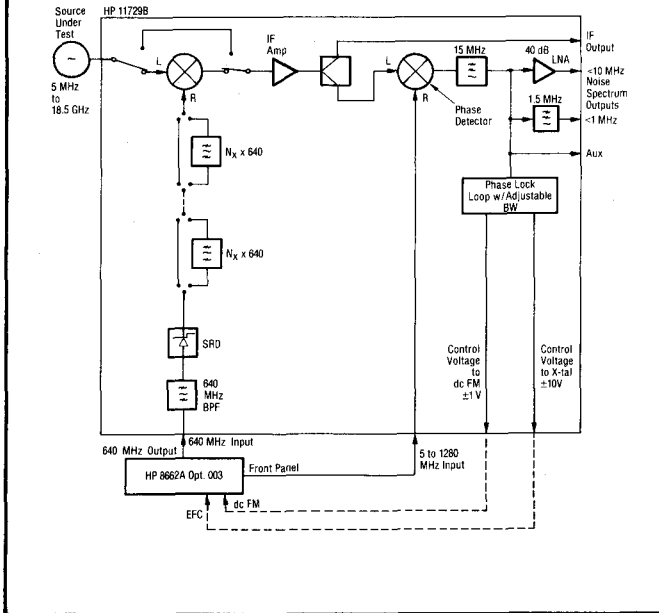 Source
Under
Test
HP 11729B
5 MHz
to
18.5 GHz
L
R
IF
Amp
L
R
Phase
Detector
15 MHz
40 dB
LNA
1.5 MHz
IF
Output
<10 MHz
Noise
Spectrum
Outputs
<1 MHz
Aux
Phase Lock
Loop w/Adjustable
BW
NX x 640
NX x 640
SRD
640
MHz
BPF
Control
Voltage
to
dc FM
±1 V
Control
Voltage
to X-tal
±10V
640 MHz Output
640 MHz Input
5 to 1280
MHz Input
HP 8662A Opt. 003
Front Panel
EFC
dc FM